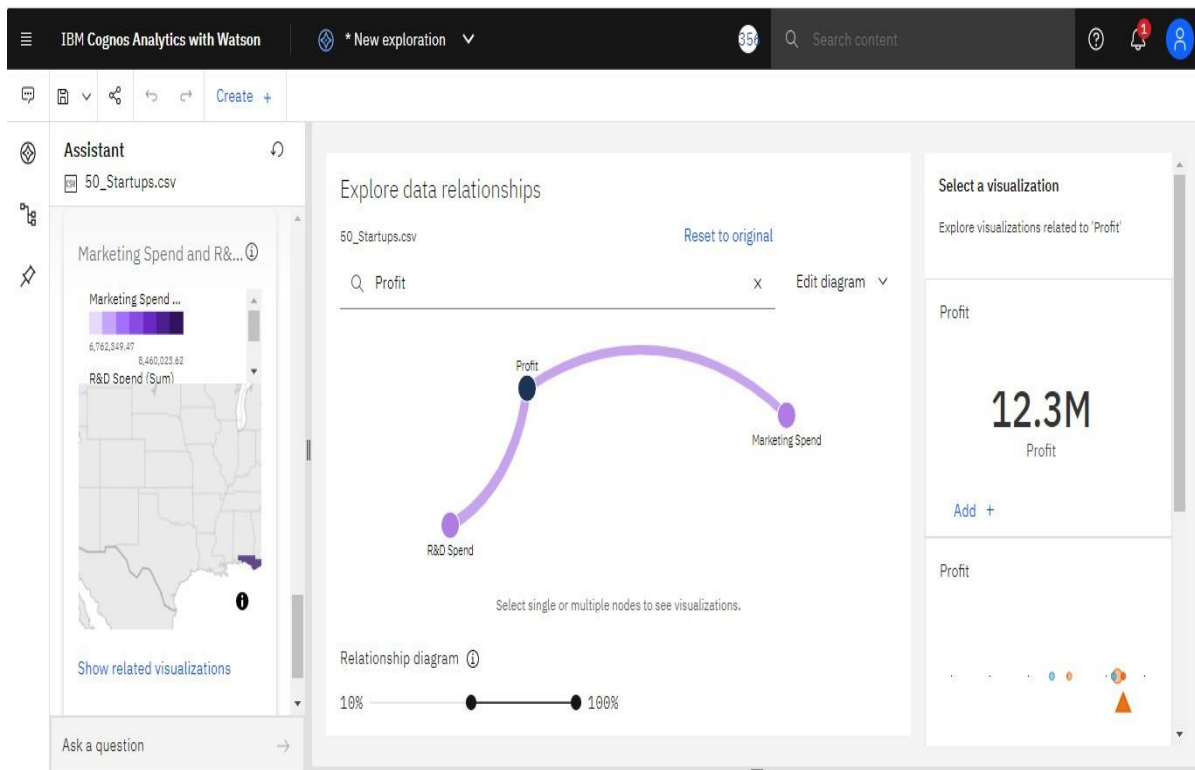 IBM Cognos Analytics with Watson
* New exploration
356
Search content
1
Create +
Assistant
50_Startups.csv
Marketing Spend and R&...
Marketing Spend ...
6,762,349.47
8,460,023.62
R&D Spend (Sum)
Show related visualizations
Ask a question
Explore data relationships
50_Startups.csv
Reset to original
Profit
x
Edit diagram
Profit
Marketing Spend
R&D Spend
Select single or multiple nodes to see visualizations.
Relationship diagram
10%
100%
Select a visualization
Explore visualizations related to 'Profit'
Profit
12.3M
Profit
Add +
Profit